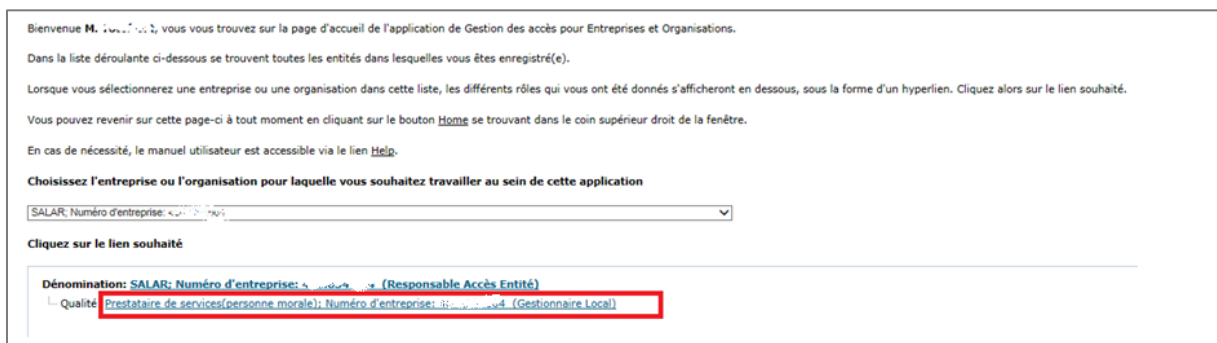 Bienvenue M. vous vous trouvez sur la page d'accueil de l'application de Gestion des accès pour Entreprises et Organisations.
Dans la liste déroulante ci-dessous se trouvent toutes les entités dans lesquelles vous êtes enregistré(e).
Lorsque vous sélectionnerez une entreprise ou une organisation dans cette liste, les différents rôles qui vous ont été donnés s'afficheront en dessous, sous la forme d'un hyperlien. Cliquez alors sur le lien souhaité.
Vous pouvez revenir sur cette page-ci à tout moment en cliquant sur le bouton Home se trouvant dans le coin supérieur droit de la fenêtre.
En cas de nécessité, le manuel utilisateur est accessible via le lien Help.
Choisissez l'entreprise ou l'organisation pour laquelle vous souhaitez travailler au sein de cette application
SALAR; Numéro d'entreprise:
Cliquez sur le lien souhaité
Dénomination: SALAR; Numéro d'entreprise: (Responsable Accès Entité)
Qualité Prestataire de services(personne morale); Numéro d'entreprise: (Gestionnaire Local)